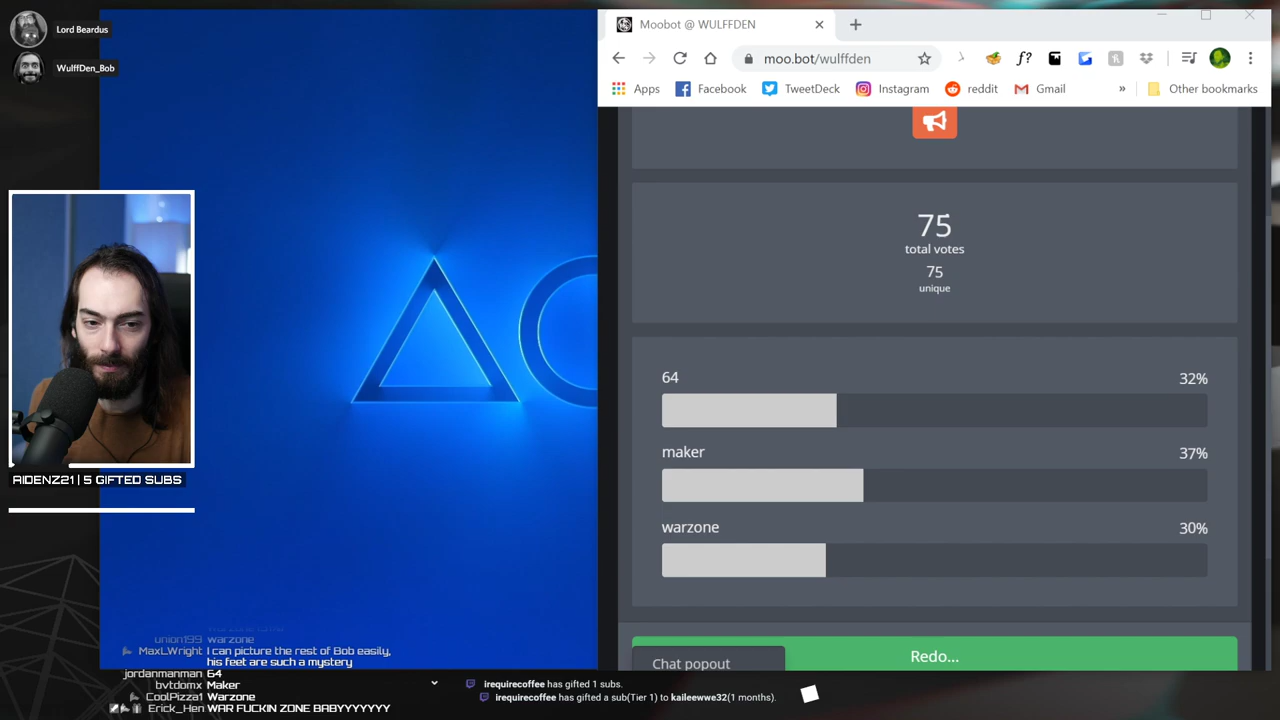 Lord Beardus
WulffDen_Bob
Moobot @ WULFFDEN
moo.bot/wulffden
f?
Apps
Facebook
TweetDeck
Instagram
reddit
Gmail
»
Other bookmarks
75
total votes
75
unique
64 32%
maker 37%
warzone 30%
Redo...
Chat popout
AIDENZ21 | 5 GIFTED SUBS
union199 warzone
MaxLWright I can picture the rest of Bob easily,
his feet are such a mystery
jordanmanman 64
bvtdomx Maker
CoolPizza1 Warzone
Erick_Hen WAR FUCKIN ZONE BABYYYYYYY
irequirecoffee has gifted 1 subs.
irequirecoffee has gifted a sub(Tier 1) to kaileewwe32(1 months).